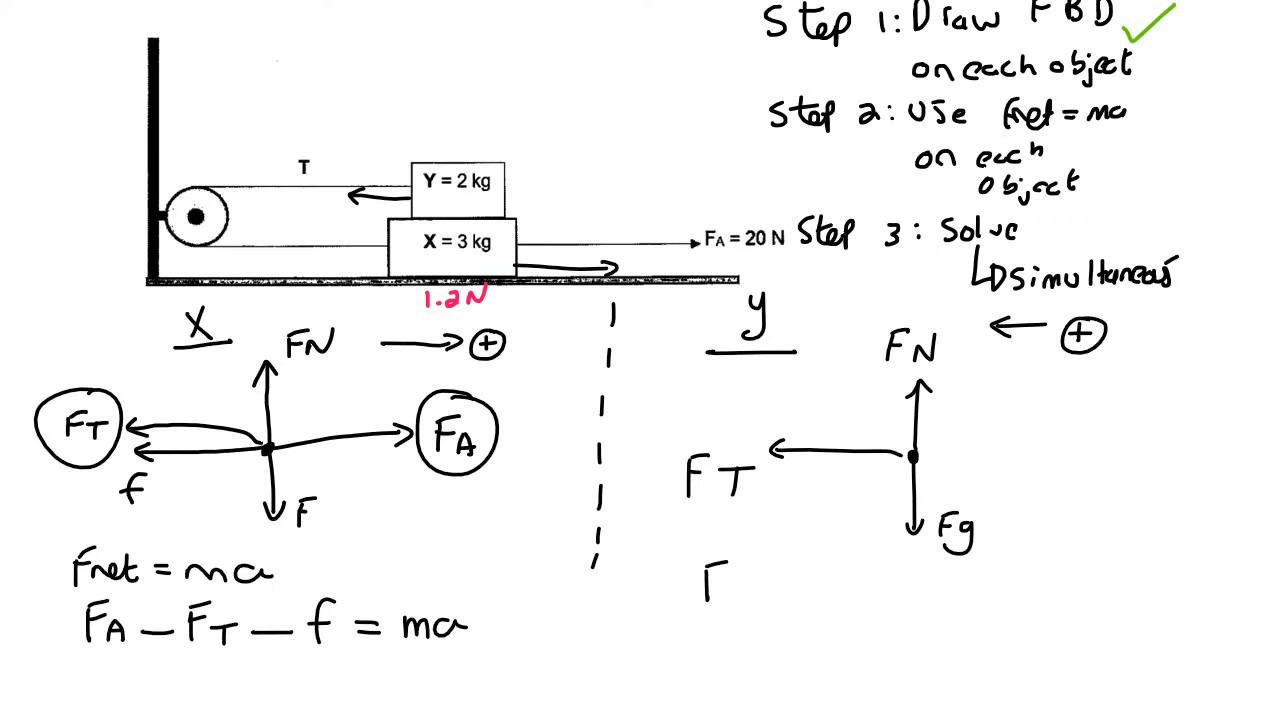 Step 1: Draw FBD
on each object
Step 2: Use Fnet = ma
on each
object
Step 3: Solve
simultaneous
T
Y = 2 kg
X = 3 kg
FA = 20 N
1.2N
X
FN
+
FT
FA
f
F
Fnet = ma
FA - FT - f = ma
y
FN
+
FT
Fg